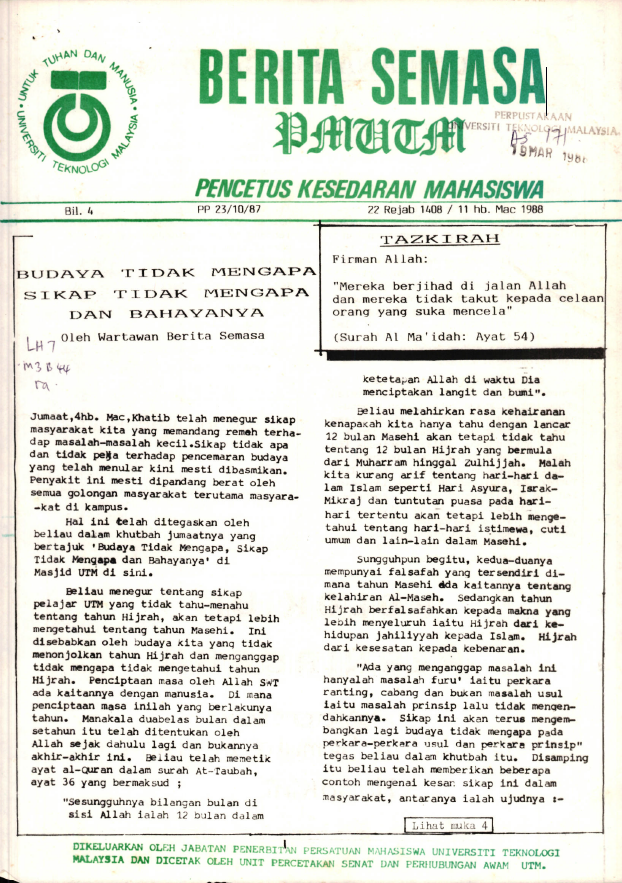 UNTUK TUHAN DAN MANUSIA
UNIVERSITI TEKNOLOGI MALAYSIA
BERITA SEMASA
PMUTM
PERPUSTAKAAN
UNIVERSITI TEKNOLOGI MALAYSIA
19 MAR 198
PENCETUS KESEDARAN MAHASISWA
Bil. 4
PP 23/10/87
22 Rejab 1408 / 11 hb. Mac 1988
BUDAYA TIDAK MENGAPA
SIKAP TIDAK MENGAPA
DAN BAHAYANYA
Oleh Wartawan Berita Semasa
LH7
M3 B44
ra.
TAZKIRAH
Firman Allah:
"Mereka berjihad di jalan Allah
dan mereka tidak takut kepada celaan
orang yang suka mencela"
(Surah Al Ma'idah: Ayat 54)
Jumaat,4hb. Mac,Khatib telah menegur sikap
masyarakat kita yang memandang remeh terha-
dap masalah-masalah kecil.Sikap tidak apa
dan tidak peka terhadap pencemaran budaya
yang telah menular kini mesti dibasmikan.
Penyakit ini mesti dipandang berat oleh
semua golongan masyarakat terutama masyara-
-kat di kampus.
Hal ini telah ditegaskan oleh
beliau dalam khutbah jumaatnya yang
bertajuk 'Budaya Tidak Mengapa, Sikap
Tidak Mengapa dan Bahayanya' di
Masjid UTM di sini.
Beliau menegur tentang sikap
pelajar UTM yang tidak tahu-menahu
tentang tahun Hijrah, akan tetapi lebih
mengetahui tentang tahun Masehi. Ini
disebabkan oleh budaya kita yang tidak
menonjolkan tahun Hijrah dan menganggap
tidak mengapa tidak mengetahui tahun
Hijrah. Penciptaan masa oleh Allah SWT
ada kaitannya dengan manusia. Di mana
penciptaan masa inilah yang berlakunya
tahun. Manakala duabelas bulan dalam
setahun itu telah ditentukan oleh
Allah sejak dahulu lagi dan bukannya
akhir-akhir ini. Beliau telah memetik
ayat al-Quran dalam surah At-Taubah,
ayat 36 yang bermaksud ;
"Sesungguhnya bilangan bulan di
sisi Allah ialah 12 bulan dalam
ketetapan Allah di waktu Dia
menciptakan langit dan bumi".
Beliau melahirkan rasa kehairanan
kenapakah kita hanya tahu dengan lancar
12 bulan Masehi akan tetapi tidak tahu
tentang 12 bulan Hijrah yang bermula
dari Muharram hinggal Zulhijjah. Malah
kita kurang arif tentang hari-hari da-
lam Islam seperti Hari Asyura, Israk-
Mikraj dan tuntutan puasa pada hari-
hari tertentu akan tetapi lebih menge-
tahui tentang hari-hari istimewa, cuti
umum dan lain-lain dalam Masehi.
Sungguhpun begitu, kedua-duanya
mempunyai falsafah yang tersendiri di-
mana tahun Masehi ada kaitannya tentang
kelahiran Al-Maseh. Sedangkan tahun
Hijrah berfalsafahkan kepada makna yang
lebih menyeluruh iaitu Hijrah dari ke-
hidupan jahiliyyah kepada Islam. Hijrah
dari kesesatan kepada kebenaran.
"Ada yang menganggap masalah ini
hanyalah masalah furu' iaitu perkara
ranting, cabang dan bukan masalah usul
iaitu masalah prinsip lalu tidak mengen-
dahkannya. Sikap ini akan terus mengem-
bangkan lagi budaya tidak mengapa pada
perkara-perkara usul dan perkara prinsip"
tegas beliau dalam khutbah itu. Disamping
itu beliau telah memberikan beberapa
contoh mengenai kesan sikap ini dalam
masyarakat, antaranya ialah ujudnya :-
Lihat muka 4
DIKELUARKAN OLEH JABATAN PENERBITAN PERSATUAN MAHASISWA UNIVERSITI TEKNOLOGI
MALAYSIA DAN DICETAK OLEH UNIT PERCETAKAN SENAT DAN PERHUBUNGAN AWAM UTM.